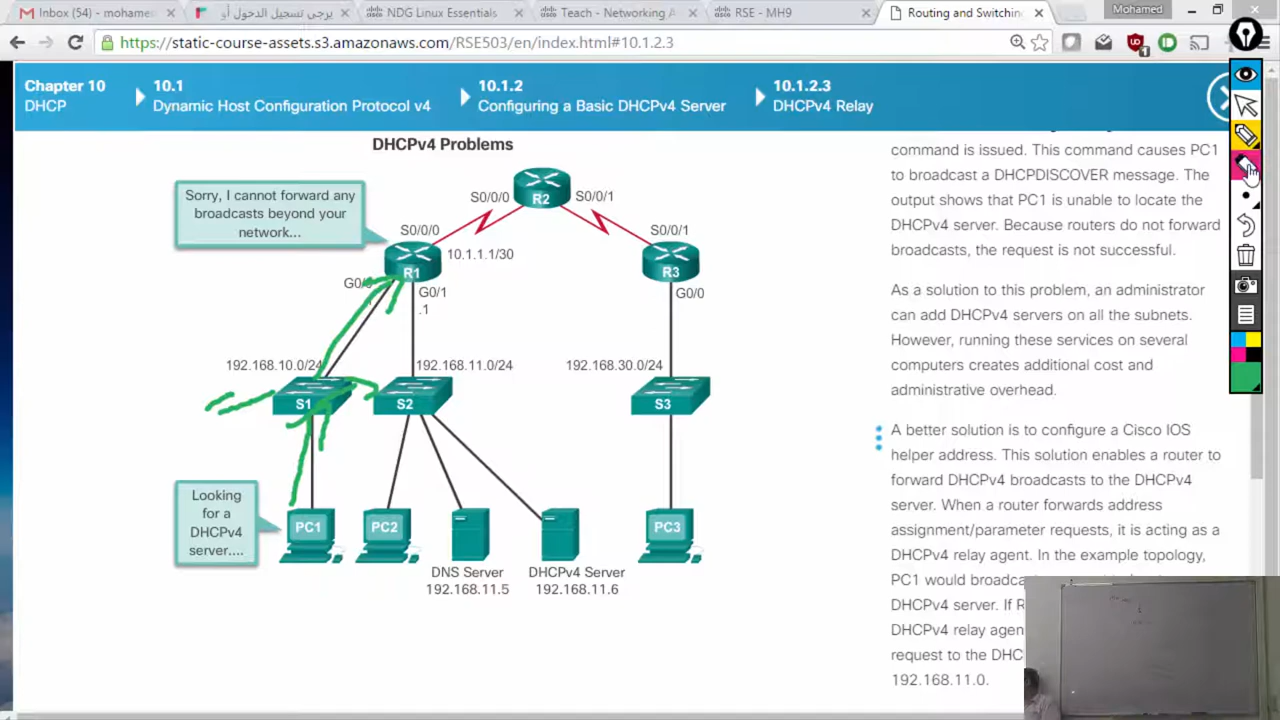 Inbox (54) - mohamed
يرجى تسجيل الدخول أو
NDG Linux Essentials
Teach - Networking A
RSE - MH9
Routing and Switchin
Mohamed
https://static-course-assets.s3.amazonaws.com/RSE503/en/index.html#10.1.2.3
Chapter 10
DHCP
10.1
Dynamic Host Configuration Protocol v4
10.1.2
Configuring a Basic DHCPv4 Server
10.1.2.3
DHCPv4 Relay
DHCPv4 Problems
Sorry, I cannot forward any
broadcasts beyond your
network...
R2
S0/0/0
S0/0/1
S0/0/0
S0/0/1
R1
10.1.1.1/30
R3
G0/
G0/1
.1
G0/0
192.168.10.0/24
192.168.11.0/24
192.168.30.0/24
S1
S2
S3
Looking
for a
DHCPv4
server....
PC1
PC2
PC3
DNS Server
192.168.11.5
DHCPv4 Server
192.168.11.6
command is issued. This command causes PC1
to broadcast a DHCPDISCOVER message. The
output shows that PC1 is unable to locate the
DHCPv4 server. Because routers do not forward
broadcasts, the request is not successful.
As a solution to this problem, an administrator
can add DHCPv4 servers on all the subnets.
However, running these services on several
computers creates additional cost and
administrative overhead.
A better solution is to configure a Cisco IOS
helper address. This solution enables a router to
forward DHCPv4 broadcasts to the DHCPv4
server. When a router forwards address
assignment/parameter requests, it is acting as a
DHCPv4 relay agent. In the example topology,
PC1 would broadca
DHCPv4 server. If R
DHCPv4 relay agen
request to the DHC
192.168.11.0.